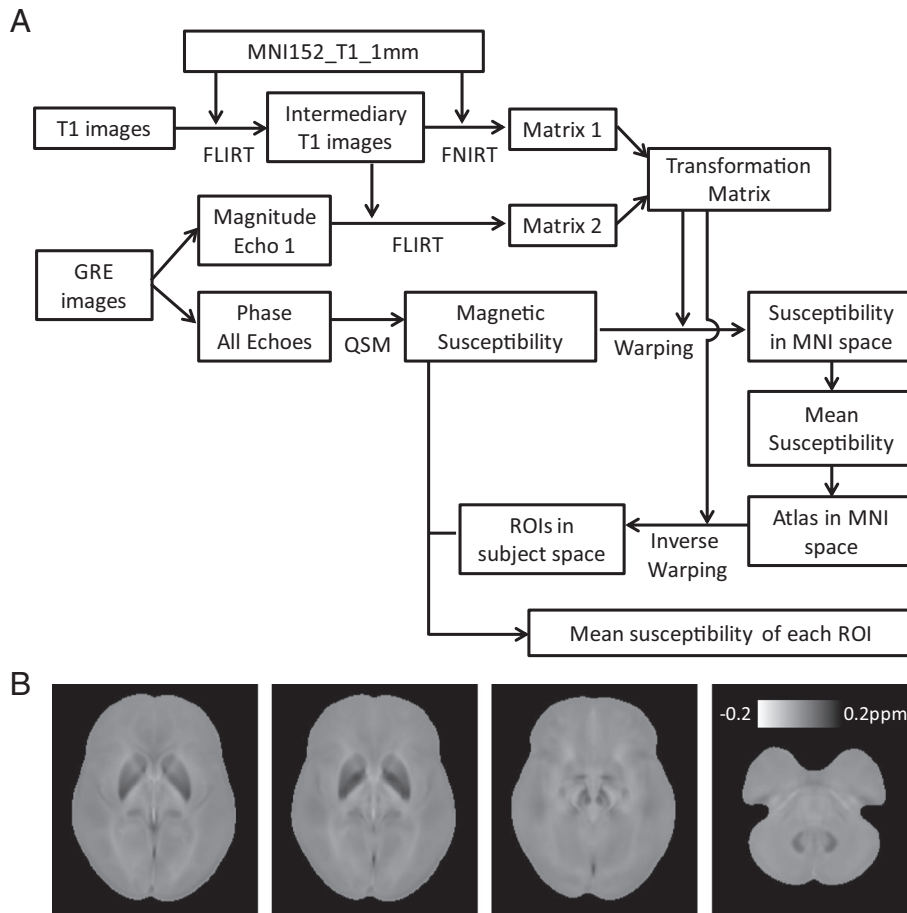 A
MNI152_T1_1mm
T1 images
FLIRT
Intermediary
T1 images
FNIRT
Matrix 1
Transformation
Matrix
Magnitude
Echo 1
FLIRT
Matrix 2
GRE
images
Phase
All Echoes
QSM
Magnetic
Susceptibility
Warping
Susceptibility
in MNI space
Mean
Susceptibility
ROIs in
subject space
Inverse
Warping
Atlas in MNI
space
Mean susceptibility of each ROI
B
-0.2 0.2ppm